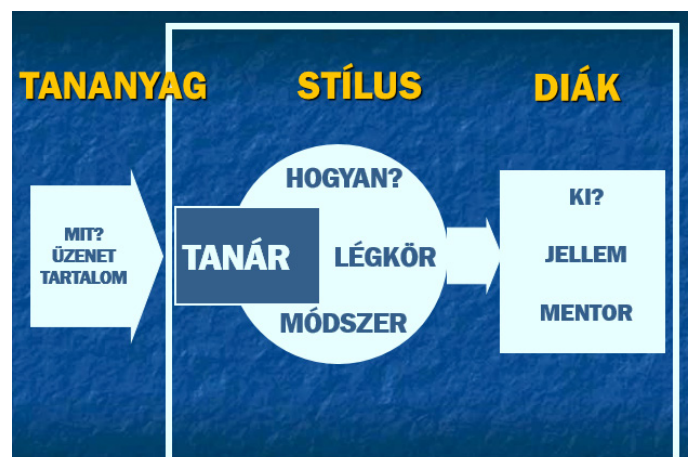 TANANYAG
STÍLUS
DIÁK
MIT?
ÜZENET
TARTALOM
TANÁR
HOGYAN?
LÉGKÖR
MÓDSZER
KI?
JELLEM
MENTOR